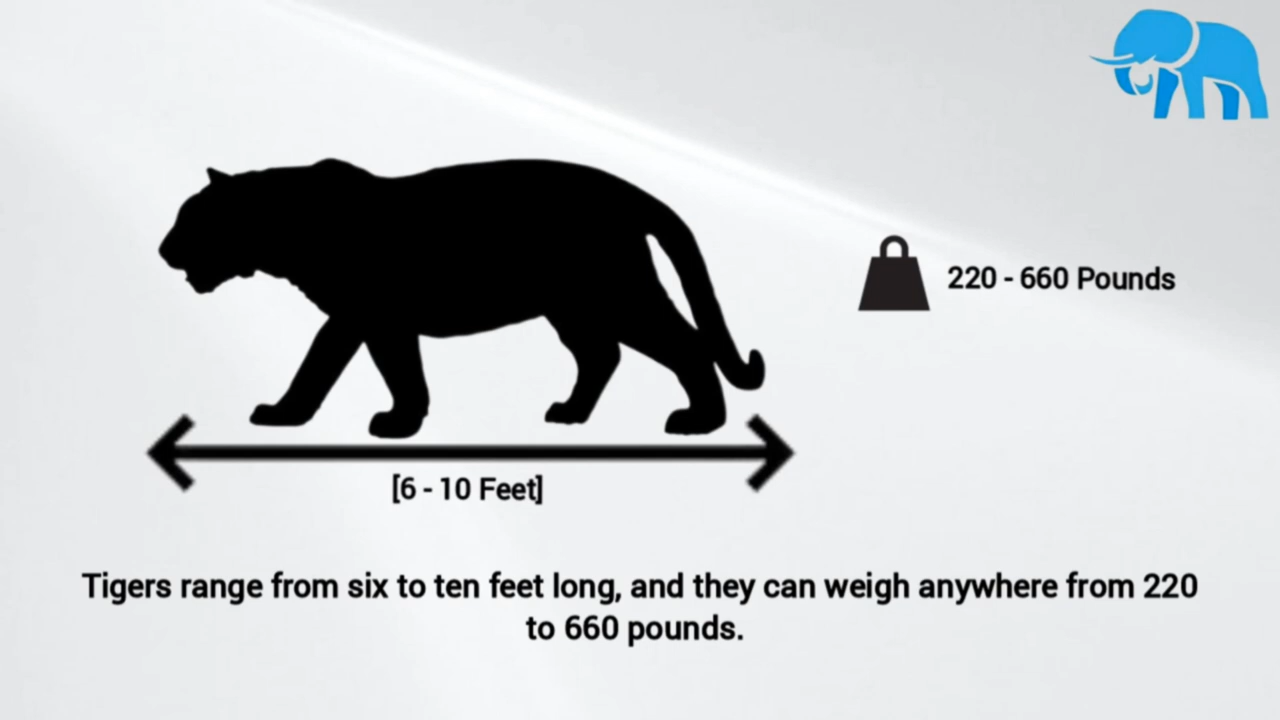 220 - 660 Pounds
[6 - 10 Feet]
Tigers range from six to ten feet long, and they can weigh anywhere from 220
to 660 pounds.